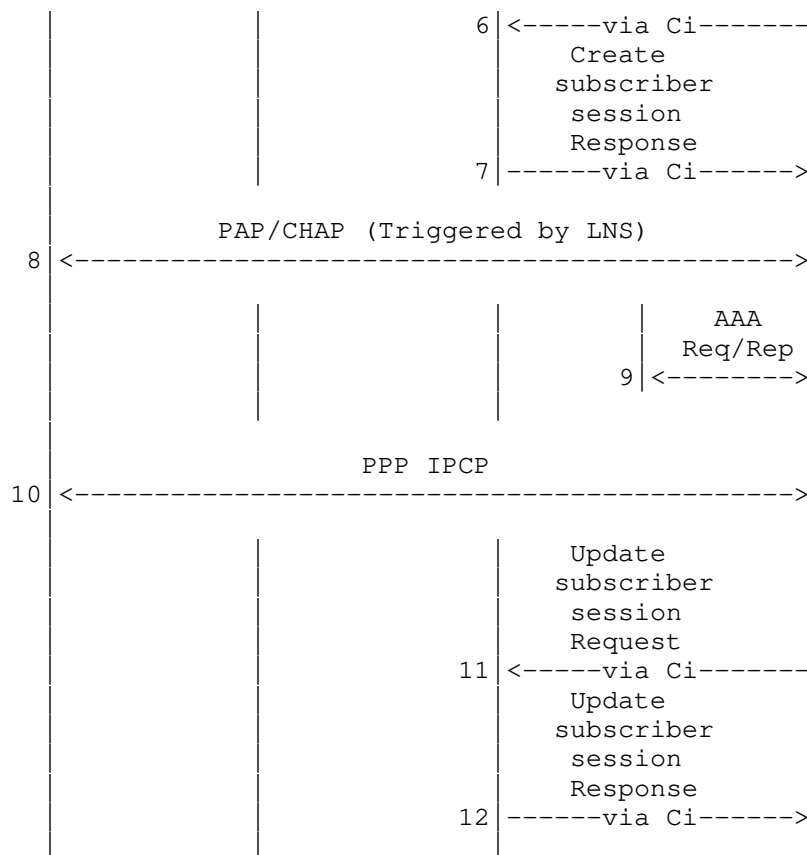 6 <-----via Ci-------
Create
subscriber
session
Response
7 ------via Ci------>
PAP/CHAP (Triggered by LNS)
8 <--------------------------------------------->
AAA
Req/Rep
9 <-------->
PPP IPCP
10 <--------------------------------------------->
Update
subscriber
session
Request
11 <-----via Ci-------
Update
subscriber
session
Response
12 ------via Ci------>